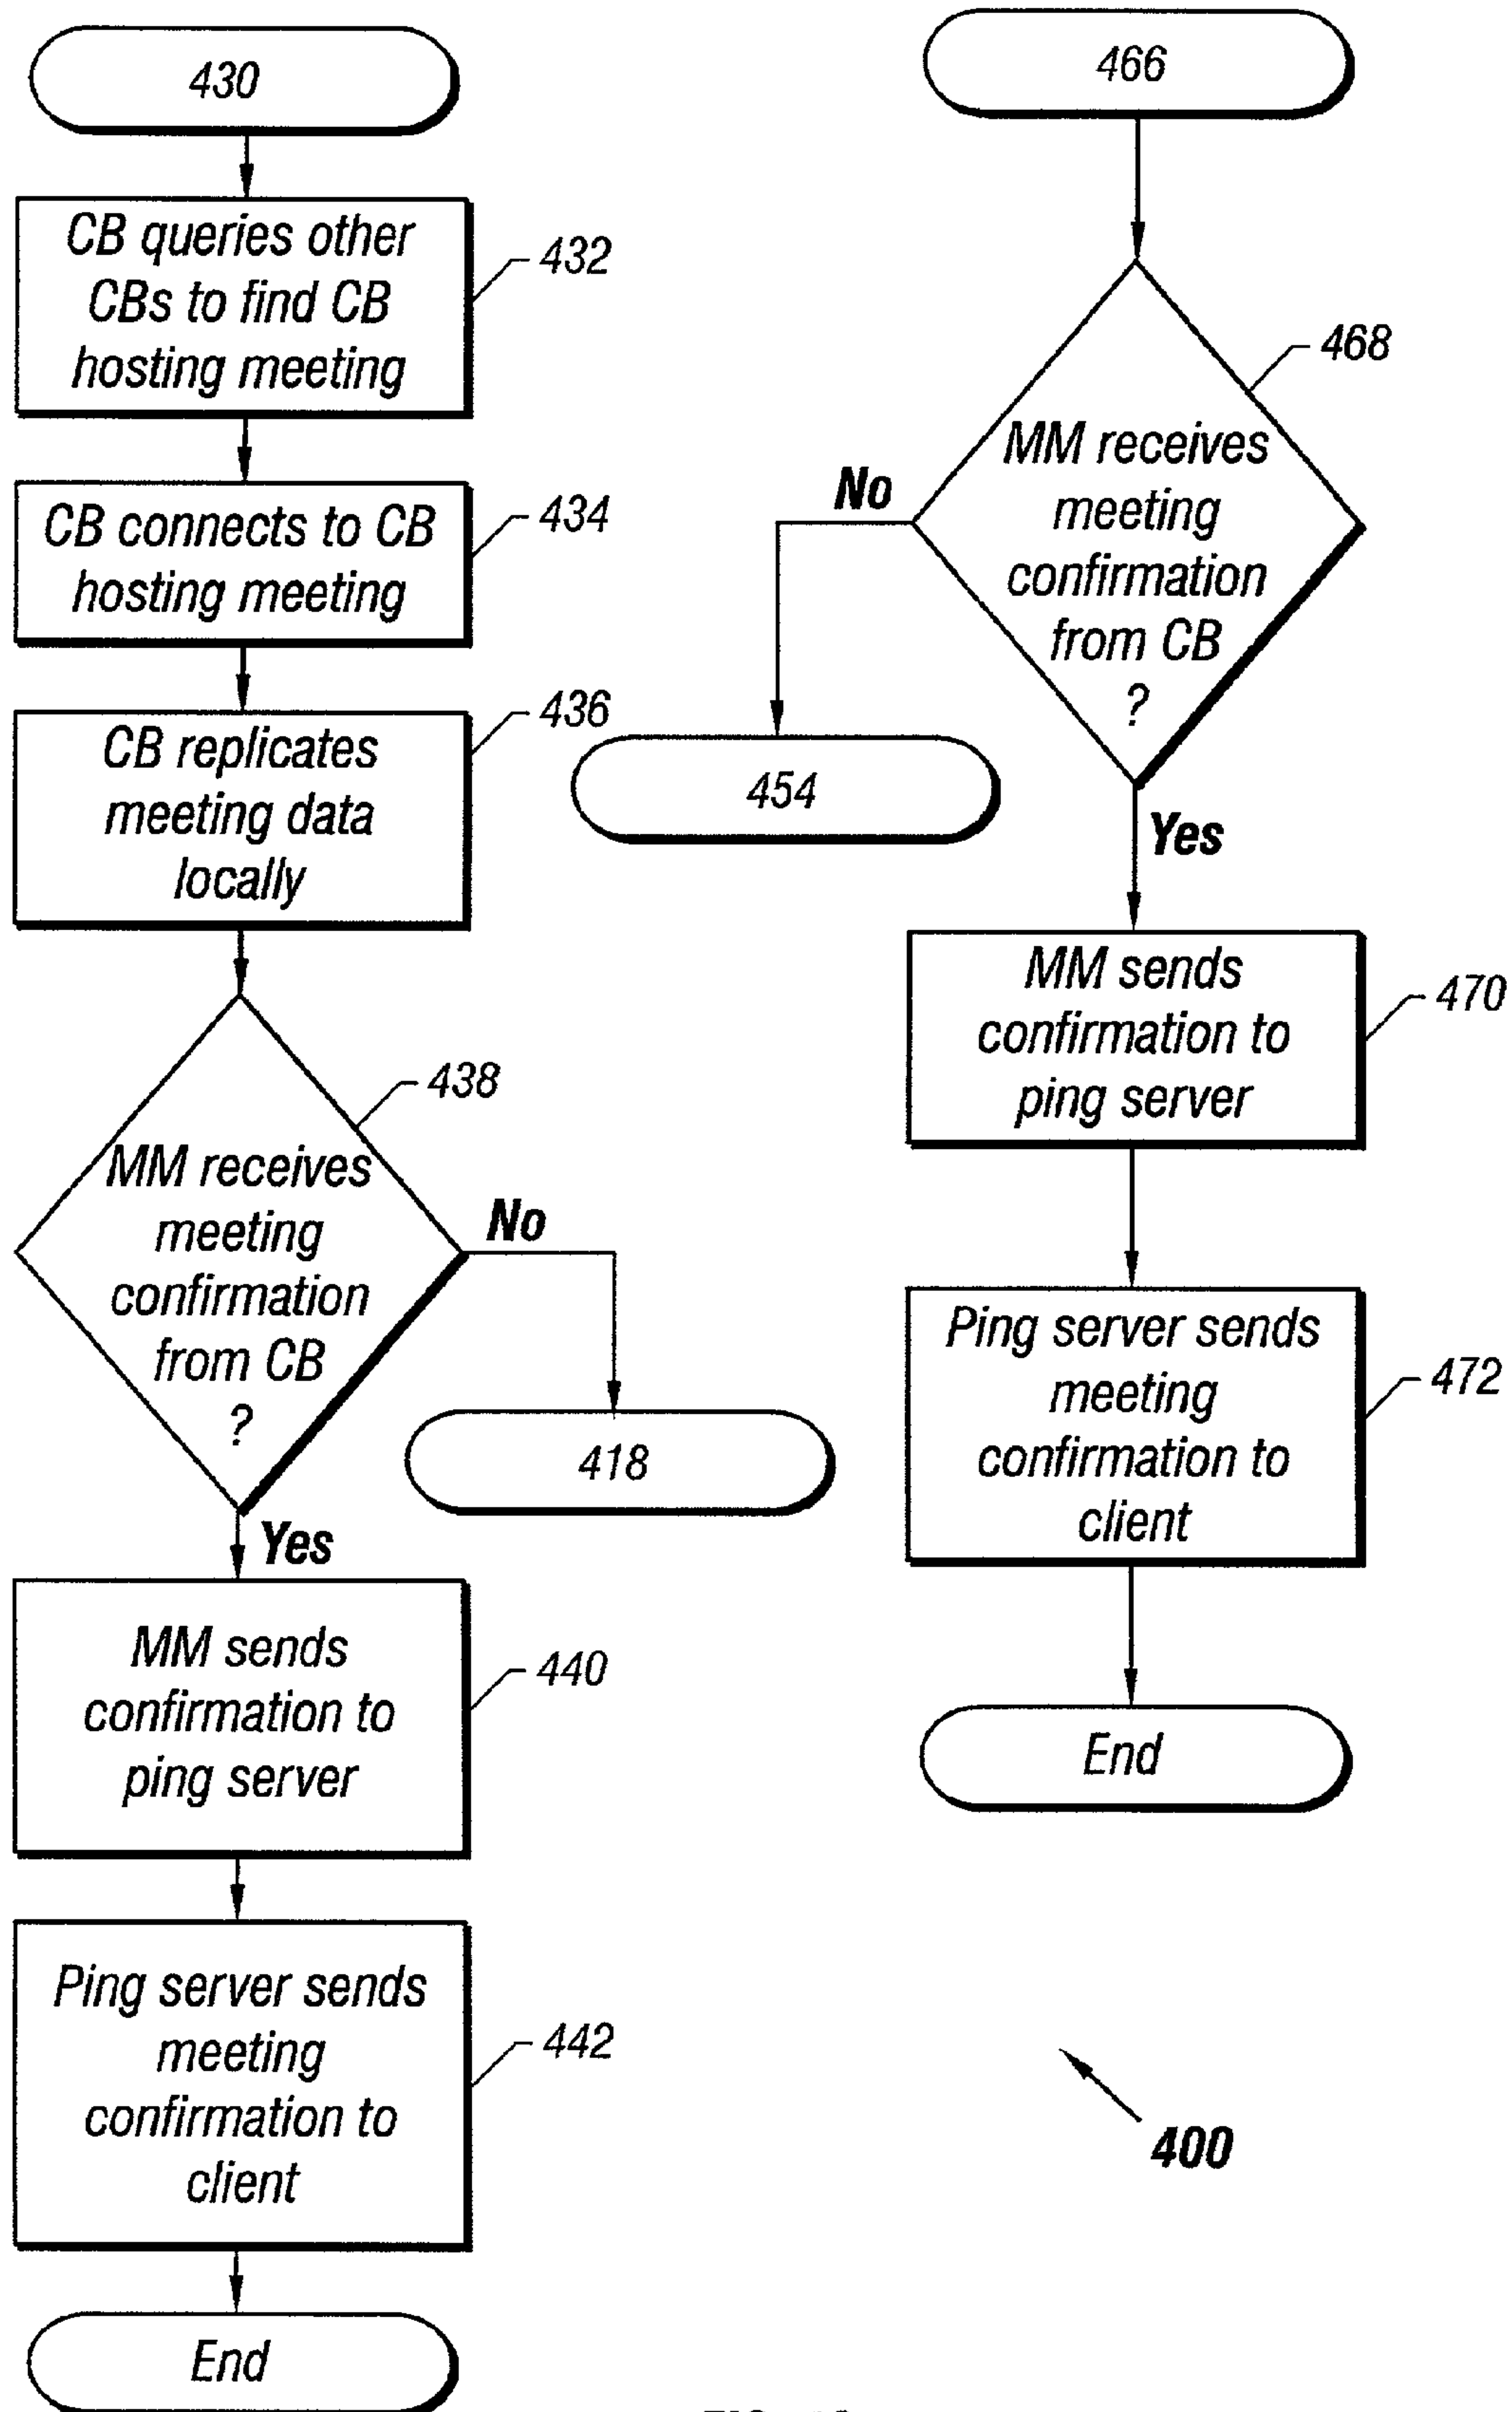 430
CB queries other
CBs to find CB
hosting meeting
432
CB connects to CB
hosting meeting
434
CB replicates
meeting data
locally
436
MM receives
meeting
confirmation
from CB
?
438
No
418
Yes
MM sends
confirmation to
ping server
440
Ping server sends
meeting
confirmation to
client
442
End
466
MM receives
meeting
confirmation
from CB
?
468
No
454
Yes
MM sends
confirmation to
ping server
470
Ping server sends
meeting
confirmation to
client
472
End
400